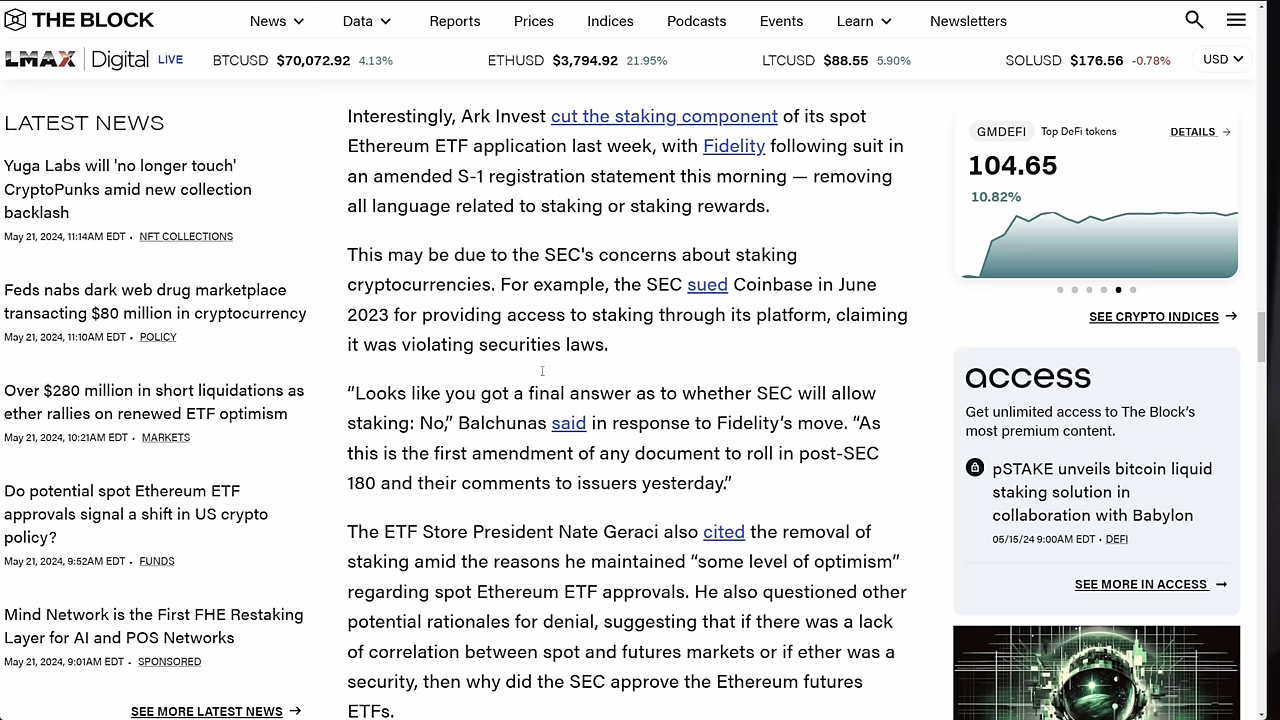 THE BLOCK
News
Data
Reports
Prices
Indices
Podcasts
Events
Learn
Newsletters
LMAX Digital LIVE
BTCUSD $70,072.92 4.13%
ETHUSD $3,794.92 21.95%
LTCUSD $88.55 5.90%
SOLUSD $176.56 -0.78%
USD
LATEST NEWS
Yuga Labs will 'no longer touch'
CryptoPunks amid new collection
backlash
May 21, 2024, 11:14AM EDT • NFT COLLECTIONS
Feds nabs dark web drug marketplace
transacting $80 million in cryptocurrency
May 21, 2024, 11:10AM EDT • POLICY
Over $280 million in short liquidations as
ether rallies on renewed ETF optimism
May 21, 2024, 10:21AM EDT • MARKETS
Do potential spot Ethereum ETF
approvals signal a shift in US crypto
policy?
May 21, 2024, 9:52AM EDT • FUNDS
Mind Network is the First FHE Restaking
Layer for AI and POS Networks
May 21, 2024, 9:01AM EDT • SPONSORED
SEE MORE LATEST NEWS →
Interestingly, Ark Invest cut the staking component of its spot
Ethereum ETF application last week, with Fidelity following suit in
an amended S-1 registration statement this morning — removing
all language related to staking or staking rewards.
This may be due to the SEC's concerns about staking
cryptocurrencies. For example, the SEC sued Coinbase in June
2023 for providing access to staking through its platform, claiming
it was violating securities laws.
“Looks like you got a final answer as to whether SEC will allow
staking: No,” Balchunas said in response to Fidelity’s move. “As
this is the first amendment of any document to roll in post-SEC
180 and their comments to issuers yesterday.”
The ETF Store President Nate Geraci also cited the removal of
staking amid the reasons he maintained “some level of optimism”
regarding spot Ethereum ETF approvals. He also questioned other
potential rationales for denial, suggesting that if there was a lack
of correlation between spot and futures markets or if ether was a
security, then why did the SEC approve the Ethereum futures
ETFs.
GMDEFI Top DeFi tokens DETAILS →
104.65
10.82%
SEE CRYPTO INDICES →
access
Get unlimited access to The Block’s
most premium content.
pSTAKE unveils bitcoin liquid
staking solution in
collaboration with Babylon
05/15/24 9:00AM EDT • DEFI
SEE MORE IN ACCESS →